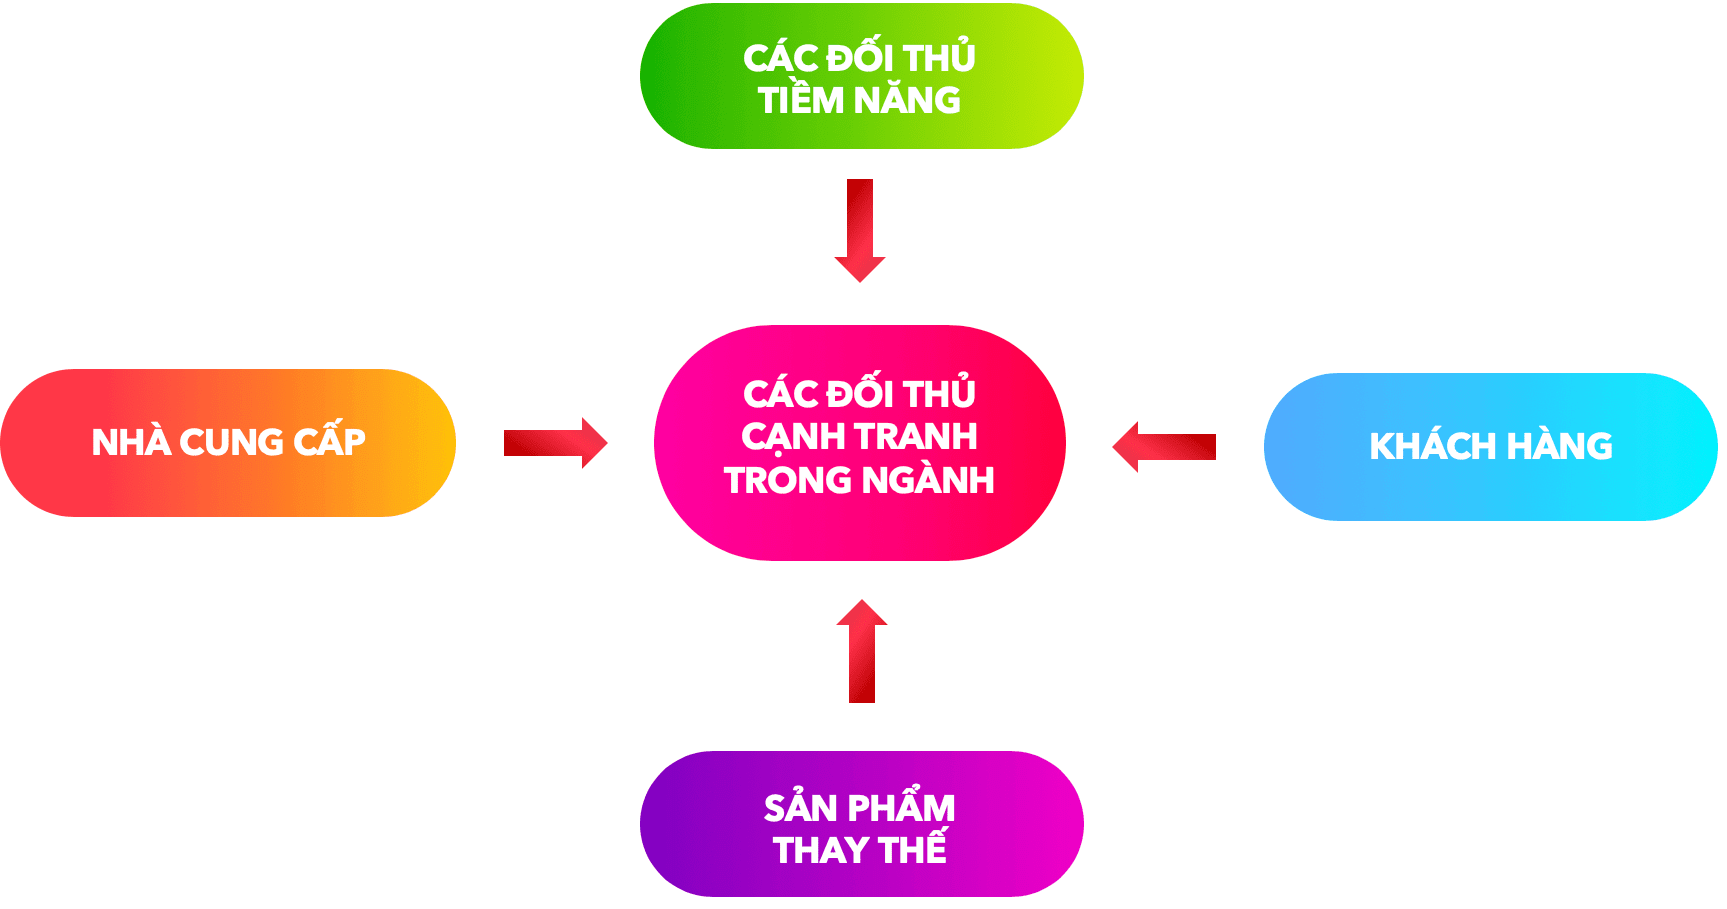 CÁC ĐỐI THỦ
TIỀM NĂNG
NHÀ CUNG CẤP
CÁC ĐỐI THỦ
CẠNH TRANH
TRONG NGÀNH
KHÁCH HÀNG
SẢN PHẨM
THAY THẾ